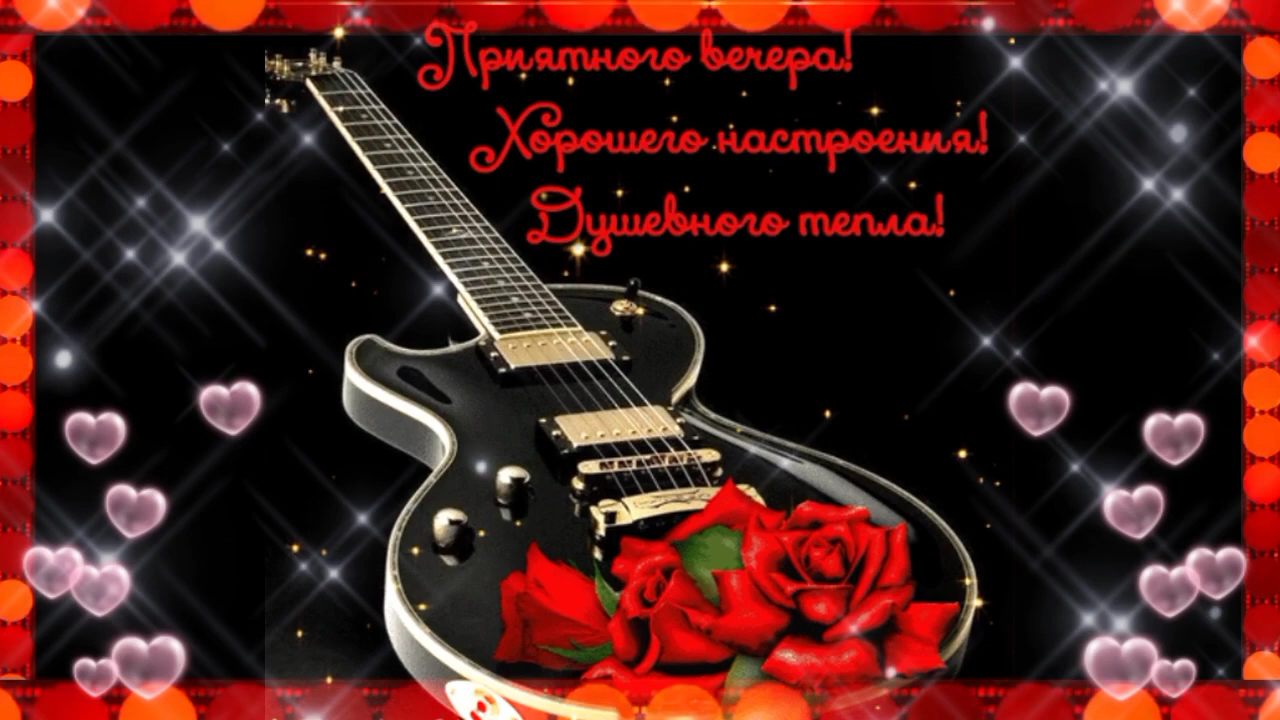 Приятного вечера!
Хорошего настроения!
Душевного тепла!